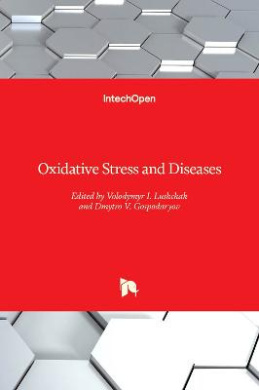 IntechOpen
Oxidative Stress and Diseases
Edited by Volodymyr I. Lushchak
and Dmytro V. Gospodaryov